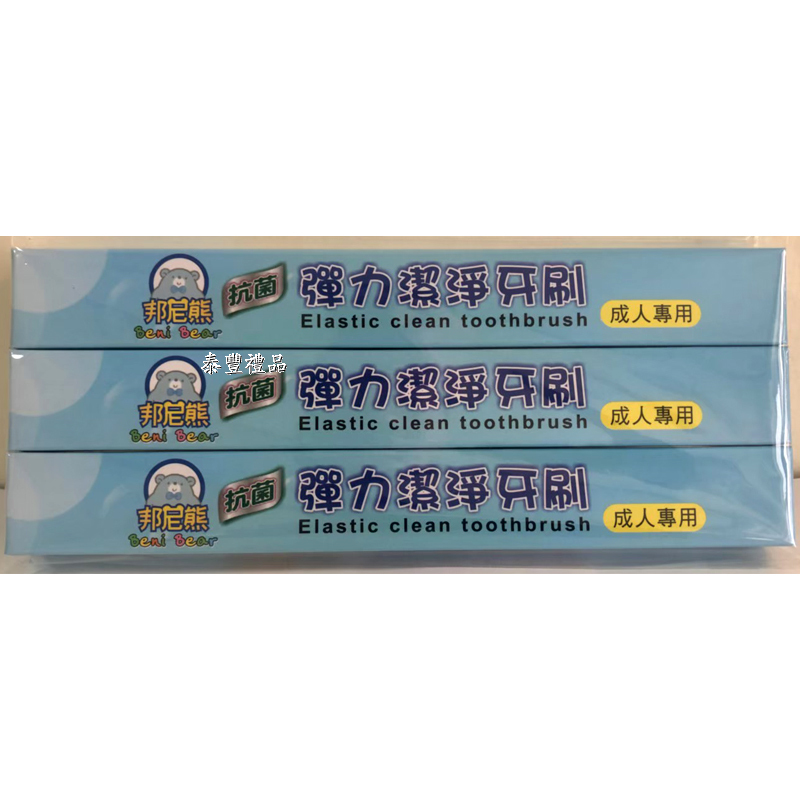 邦尼熊
Beni Bear
抗菌
彈力潔淨牙刷
Elastic clean toothbrush
成人專用
泰豐禮品
邦尼熊
Beni Bear
抗菌
彈力潔淨牙刷
Elastic clean toothbrush
成人專用
邦尼熊
Beni Bear
抗菌
彈力潔淨牙刷
Elastic clean toothbrush
成人專用